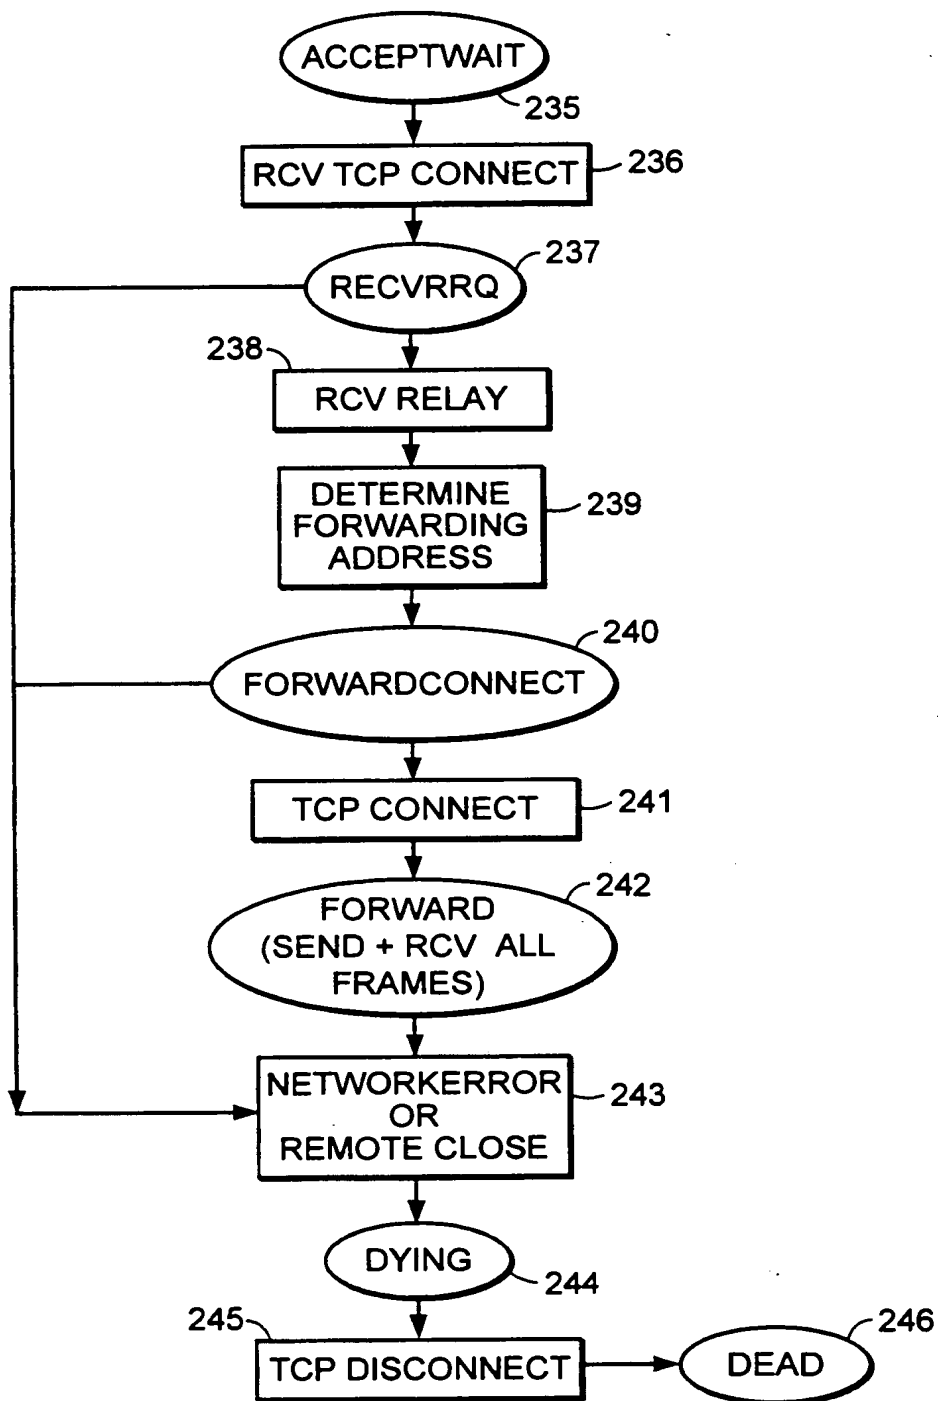 ACCEPTWAIT
235
RCV TCP CONNECT
236
RECVRRQ
237
238
RCV RELAY
DETERMINE
FORWARDING
ADDRESS
239
FORWARDCONNECT
240
TCP CONNECT
241
FORWARD
(SEND + RCV ALL
FRAMES)
242
NETWORKERROR
OR
REMOTE CLOSE
243
DYING
244
245
TCP DISCONNECT
DEAD
246